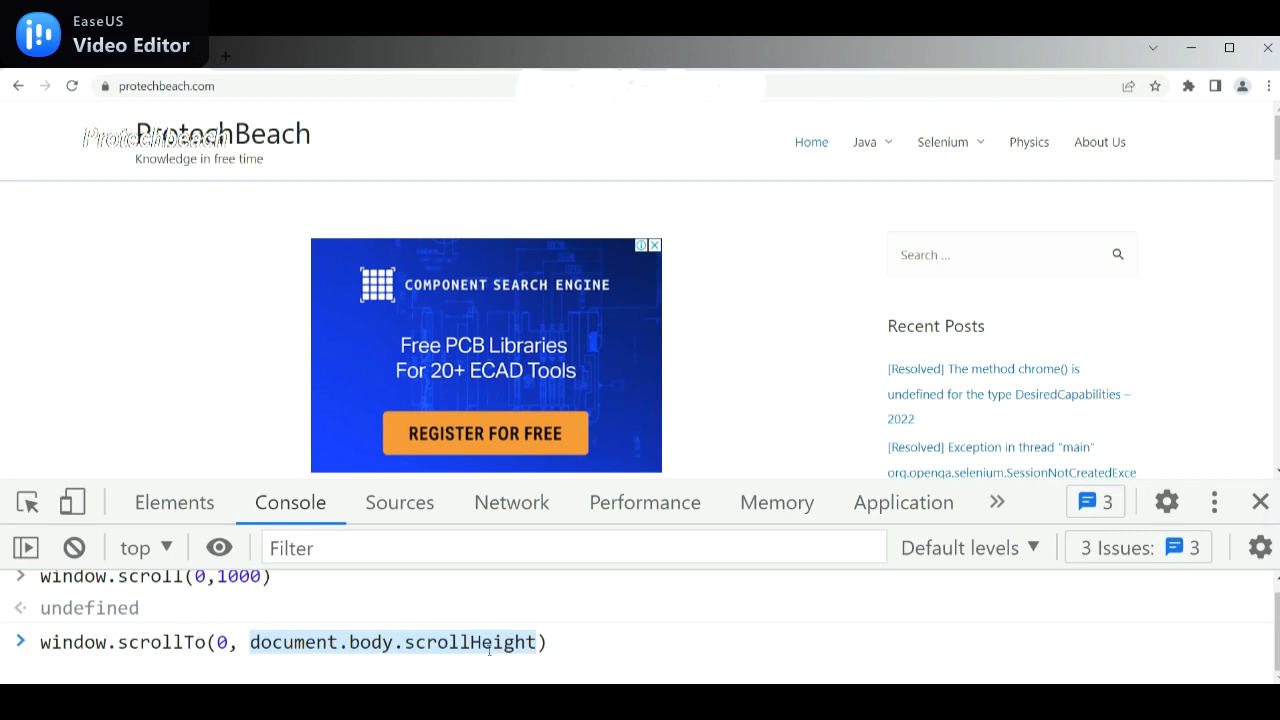 EaseUS
Video Editor
protechbeach.com
Protechbeach
ProtechBeach
Knowledge in free time
Home
Java
Selenium
Physics
About Us
COMPONENT SEARCH ENGINE
Free PCB Libraries
For 20+ ECAD Tools
REGISTER FOR FREE
Search ...
Recent Posts
[Resolved] The method chrome() is
undefined for the type DesiredCapabilities –
2022
[Resolved] Exception in thread "main"
org.openqa.selenium.SessionNotCreatedExce
Elements
Console
Sources
Network
Performance
Memory
Application
3
top
Filter
Default levels
3 Issues:
3
window.scroll(0,1000)
undefined
window.scrollTo(0, document.body.scrollHeight)